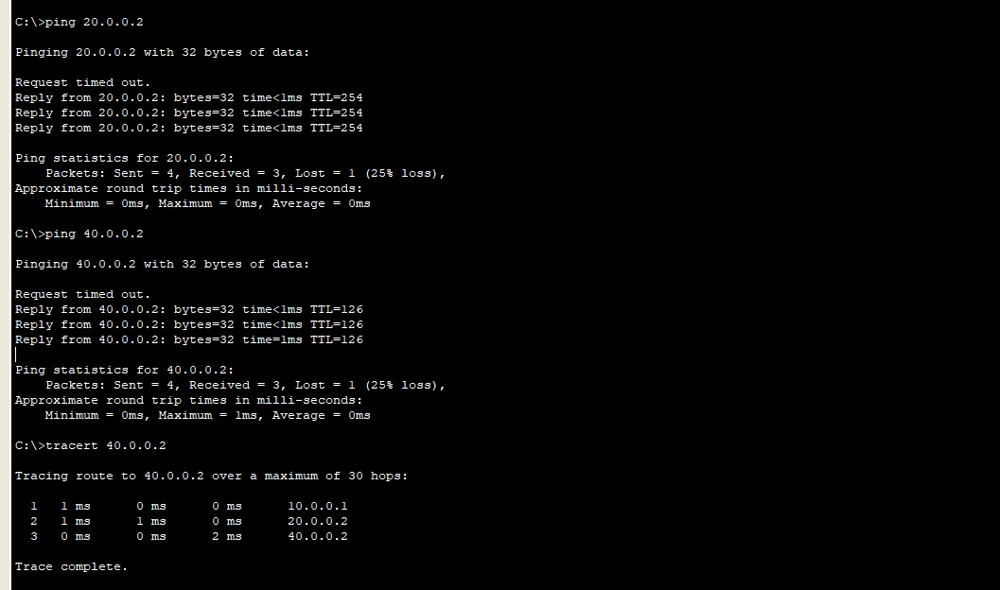 C:\>ping 20.0.0.2
Pinging 20.0.0.2 with 32 bytes of data:
Request timed out.
Reply from 20.0.0.2: bytes=32 time<1ms TTL=254
Reply from 20.0.0.2: bytes=32 time<1ms TTL=254
Reply from 20.0.0.2: bytes=32 time<1ms TTL=254
Ping statistics for 20.0.0.2:
    Packets: Sent = 4, Received = 3, Lost = 1 (25% loss),
Approximate round trip times in milli-seconds:
    Minimum = 0ms, Maximum = 0ms, Average = 0ms
C:\>ping 40.0.0.2
Pinging 40.0.0.2 with 32 bytes of data:
Request timed out.
Reply from 40.0.0.2: bytes=32 time<1ms TTL=126
Reply from 40.0.0.2: bytes=32 time<1ms TTL=126
Reply from 40.0.0.2: bytes=32 time=1ms TTL=126
Ping statistics for 40.0.0.2:
    Packets: Sent = 4, Received = 3, Lost = 1 (25% loss),
Approximate round trip times in milli-seconds:
    Minimum = 0ms, Maximum = 1ms, Average = 0ms
C:\>tracert 40.0.0.2
Tracing route to 40.0.0.2 over a maximum of 30 hops:
  1   1 ms      0 ms      0 ms      10.0.0.1
  2   1 ms      1 ms      0 ms      20.0.0.2
  3   0 ms      0 ms      2 ms      40.0.0.2
Trace complete.